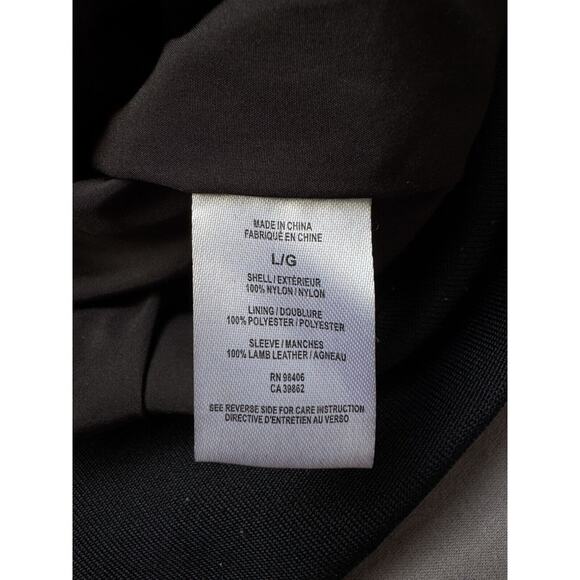 MADE IN CHINA
FABRIQUÉ EN CHINE
L/G
SHELL / EXTÉRIEUR
100% NYLON / NYLON
LINING / DOUBLURE
100% POLYESTER / POLYESTER
SLEEVE / MANCHES
100% LAMB LEATHER / AGNEAU
RN 98406
CA 39862
SEE REVERSE SIDE FOR CARE INSTRUCTION
DIRECTIVE D'ENTRETIEN AU VERSO